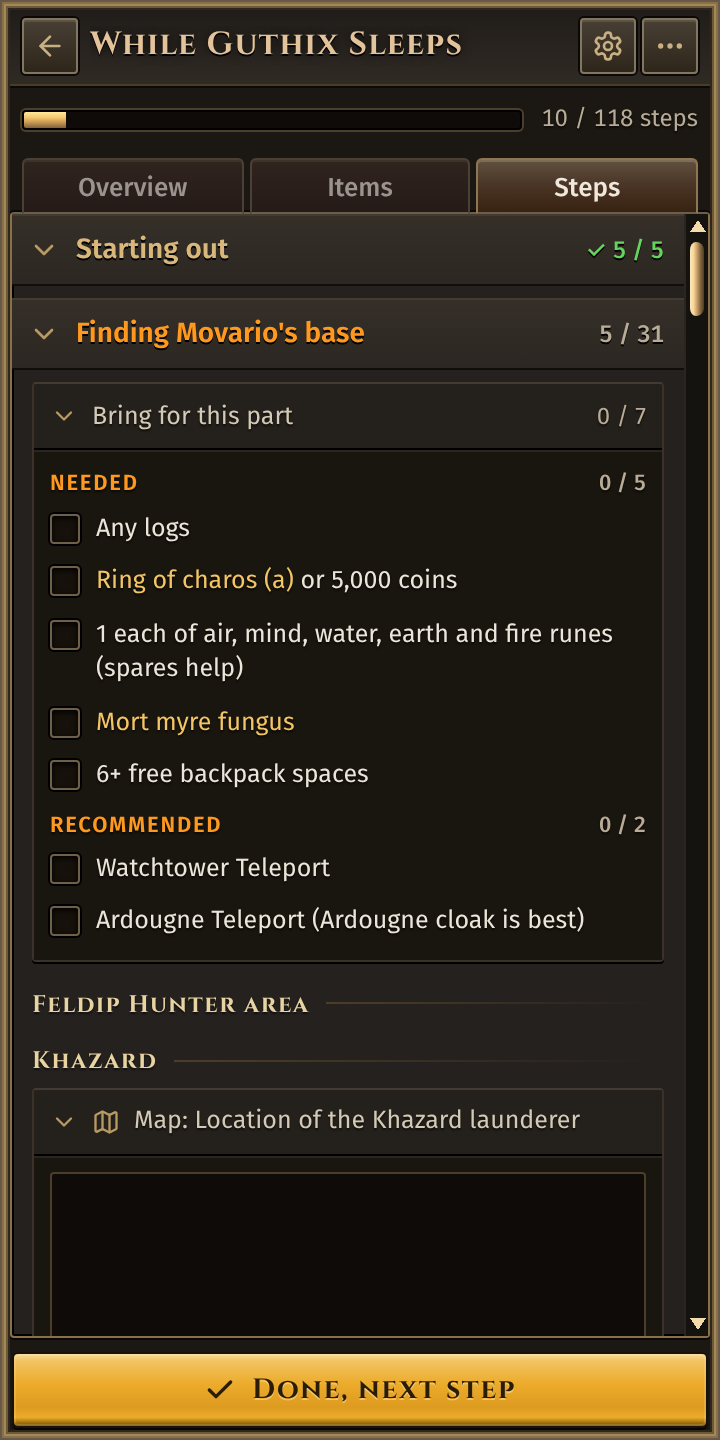 While Guthix Sleeps
10 / 118 steps
Overview
Items
Steps
Starting out
5 / 5
Finding Movario's base
5 / 31
Bring for this part
0 / 7
NEEDED
0 / 5
Any logs
Ring of charos (a) or 5,000 coins
1 each of air, mind, water, earth and fire runes
(spares help)
Mort myre fungus
6+ free backpack spaces
RECOMMENDED
0 / 2
Watchtower Teleport
Ardougne Teleport (Ardougne cloak is best)
Feldip Hunter area
Khazard
Map: Location of the Khazard launderer
Done, next step